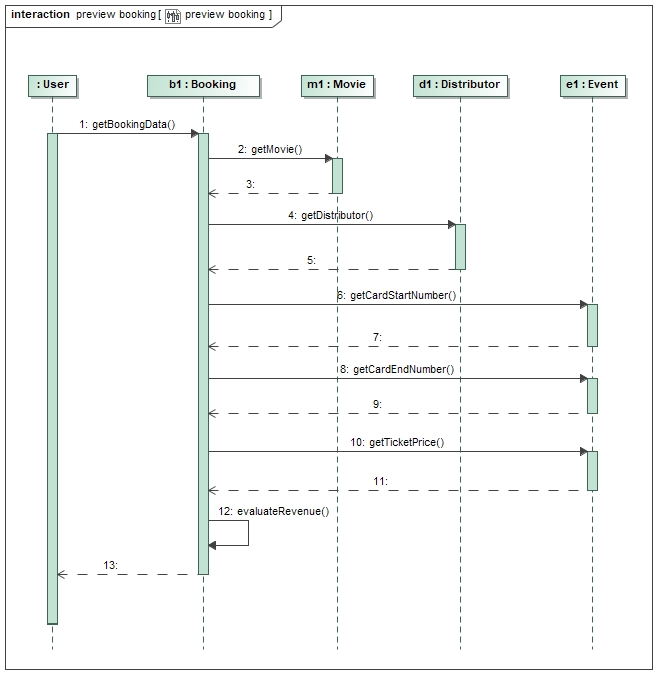 interaction preview booking [ preview booking ]
: User
b1 : Booking
m1 : Movie
d1 : Distributor
e1 : Event
1: getBookingData()
2: getMovie()
3:
4: getDistributor()
5:
6: getCardStartNumber()
7:
8: getCardEndNumber()
9:
10: getTicketPrice()
11:
12: evaluateRevenue()
13: